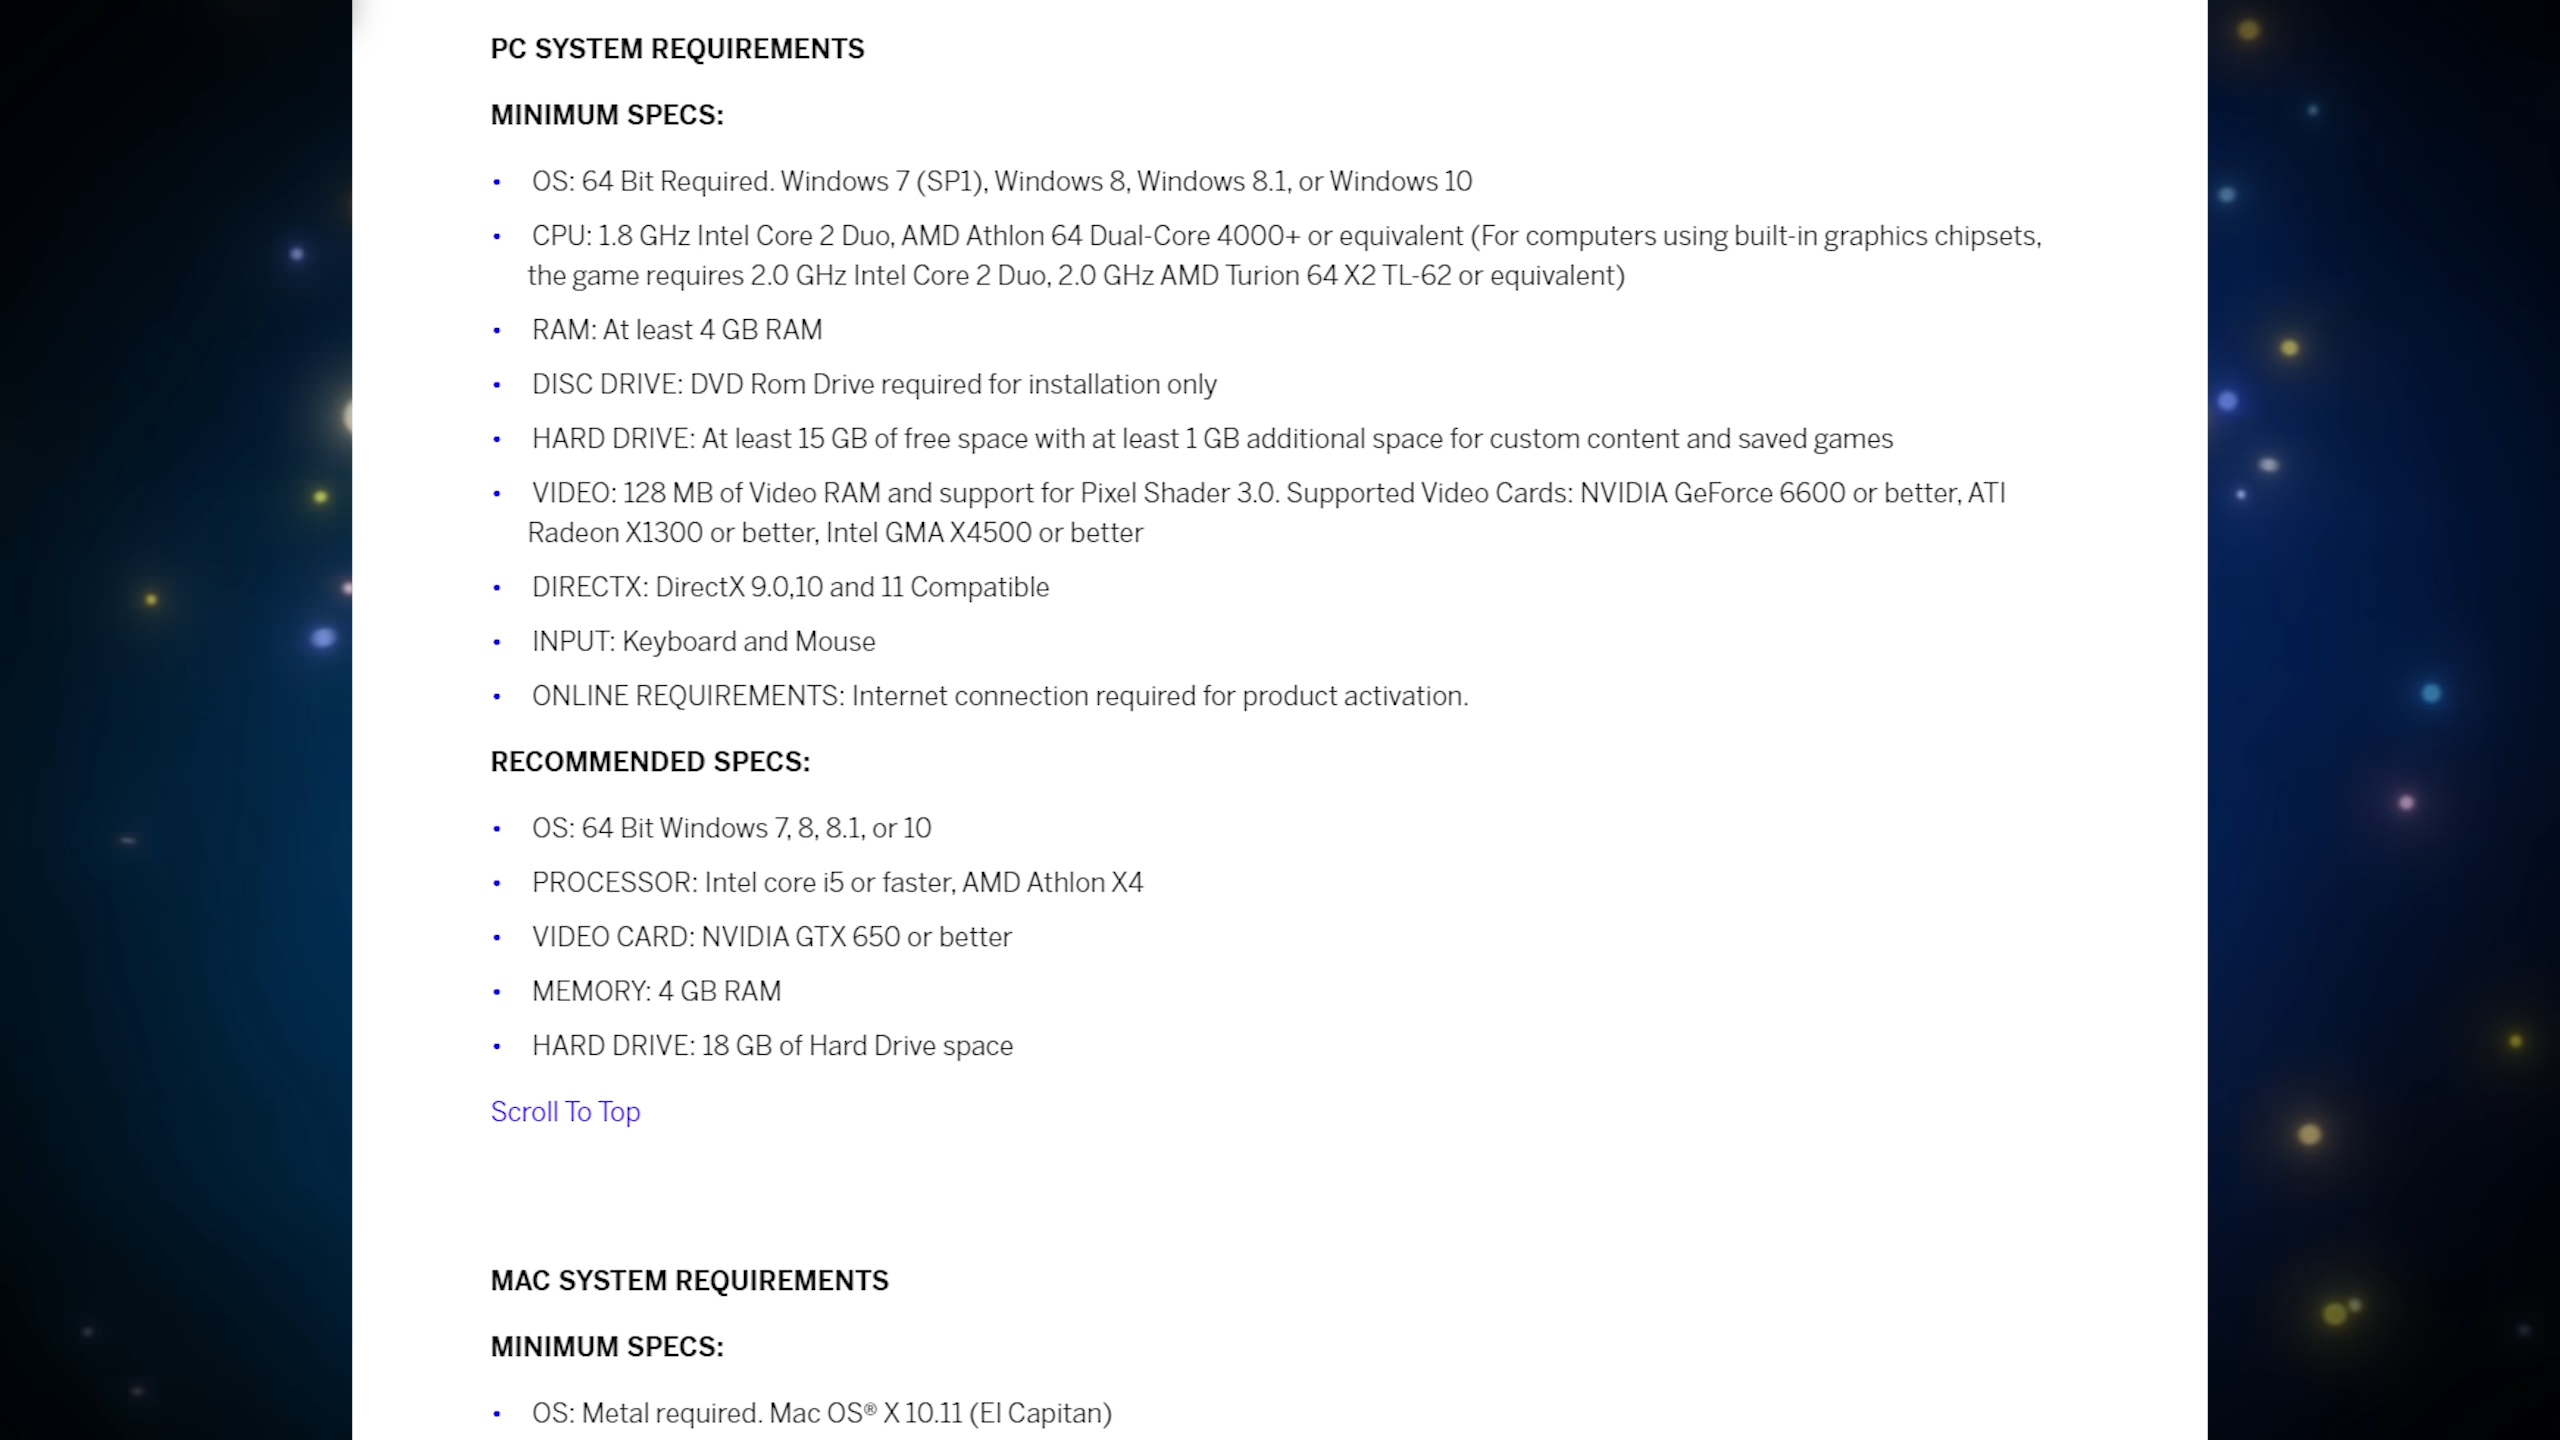 PC SYSTEM REQUIREMENTS
MINIMUM SPECS:
• OS: 64 Bit Required. Windows 7 (SP1), Windows 8, Windows 8.1, or Windows 10
• CPU: 1.8 GHz Intel Core 2 Duo, AMD Athlon 64 Dual-Core 4000+ or equivalent (For computers using built-in graphics chipsets,
the game requires 2.0 GHz Intel Core 2 Duo, 2.0 GHz AMD Turion 64 X2 TL-62 or equivalent)
• RAM: At least 4 GB RAM
• DISC DRIVE: DVD Rom Drive required for installation only
• HARD DRIVE: At least 15 GB of free space with at least 1 GB additional space for custom content and saved games
• VIDEO: 128 MB of Video RAM and support for Pixel Shader 3.0. Supported Video Cards: NVIDIA GeForce 6600 or better, ATI
Radeon X1300 or better, Intel GMA X4500 or better
• DIRECTX: DirectX 9.0,10 and 11 Compatible
• INPUT: Keyboard and Mouse
• ONLINE REQUIREMENTS: Internet connection required for product activation.
RECOMMENDED SPECS:
• OS: 64 Bit Windows 7, 8, 8.1, or 10
• PROCESSOR: Intel core i5 or faster, AMD Athlon X4
• VIDEO CARD: NVIDIA GTX 650 or better
• MEMORY: 4 GB RAM
• HARD DRIVE: 18 GB of Hard Drive space
Scroll To Top
MAC SYSTEM REQUIREMENTS
MINIMUM SPECS:
• OS: Metal required. Mac OS® X 10.11 (El Capitan)